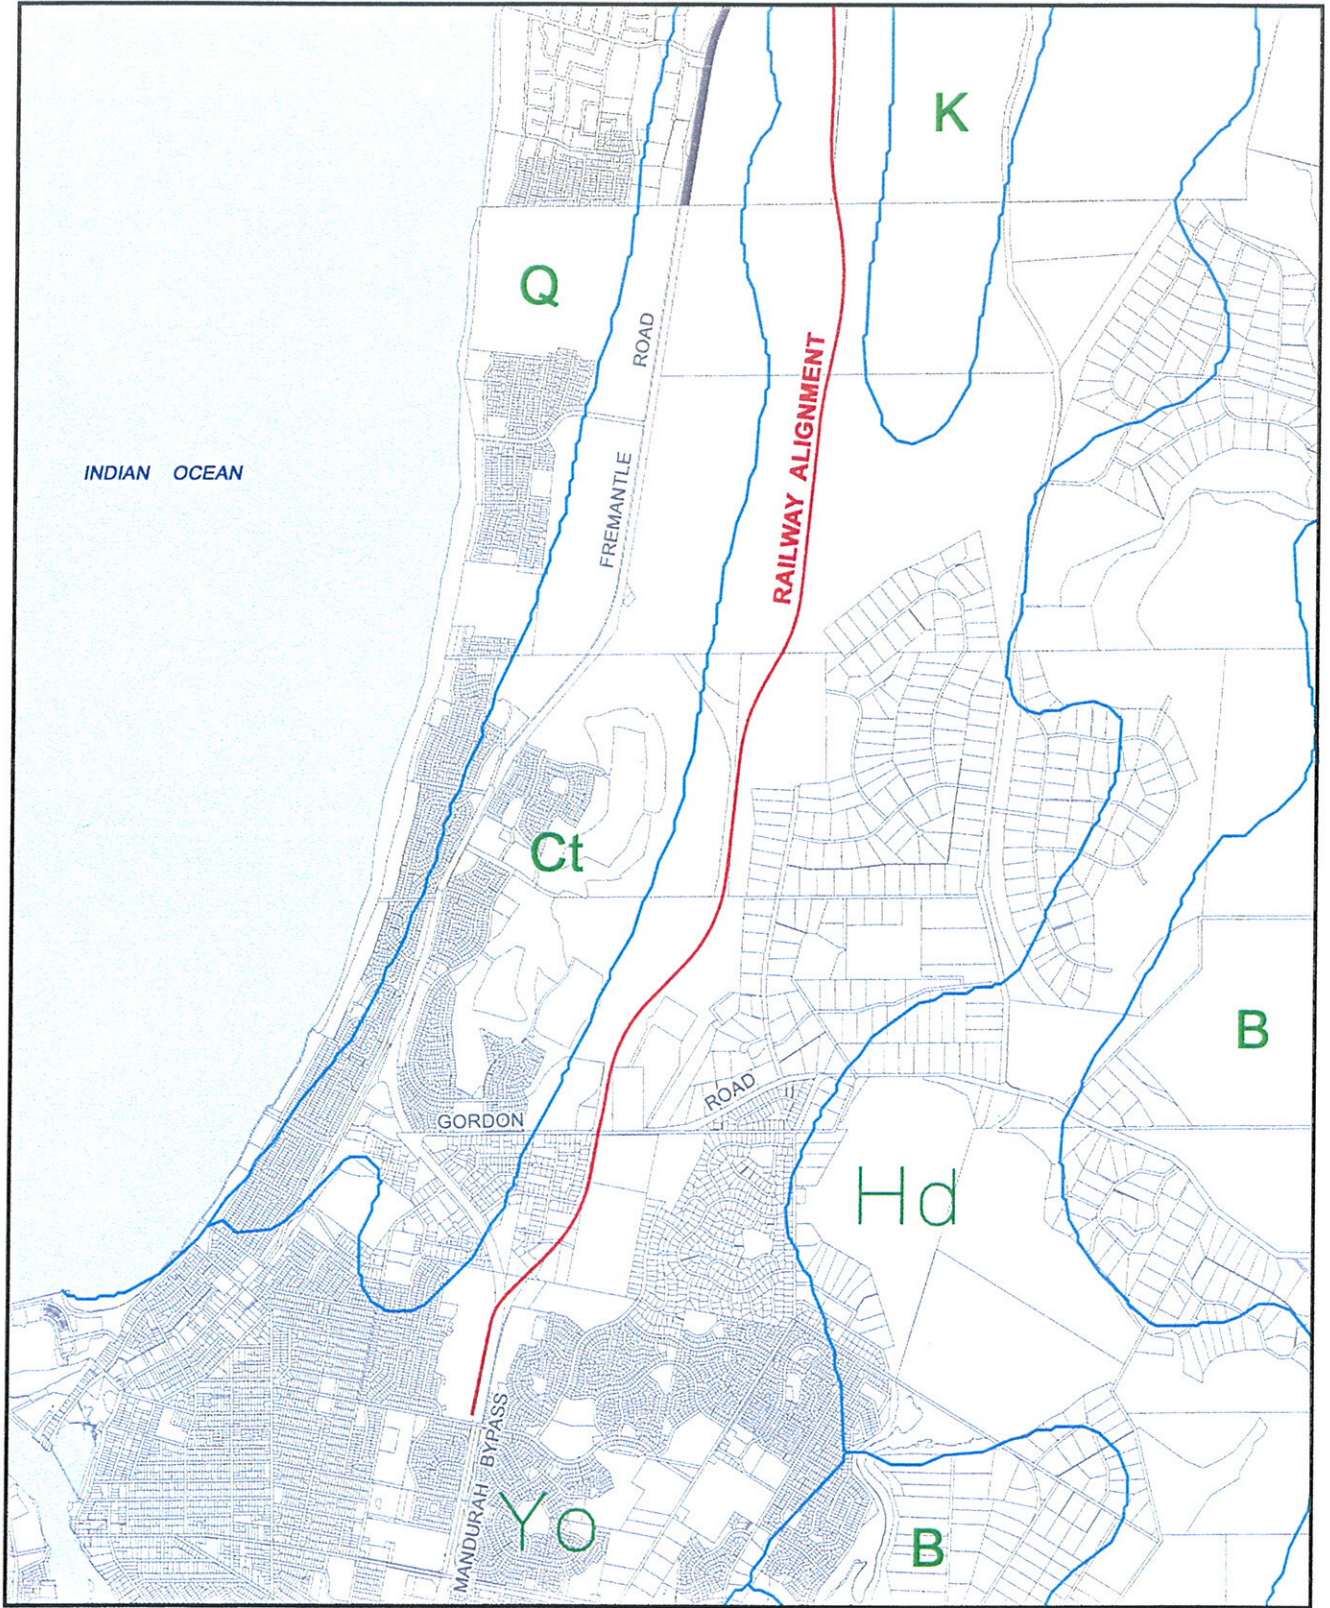 K
Q
ROAD
RAILWAY ALIGNMENT
INDIAN OCEAN
FREMANTLE
Ct
B
ROAD
GORDON
Hd
MANDURAH BYPASS
Yo
B